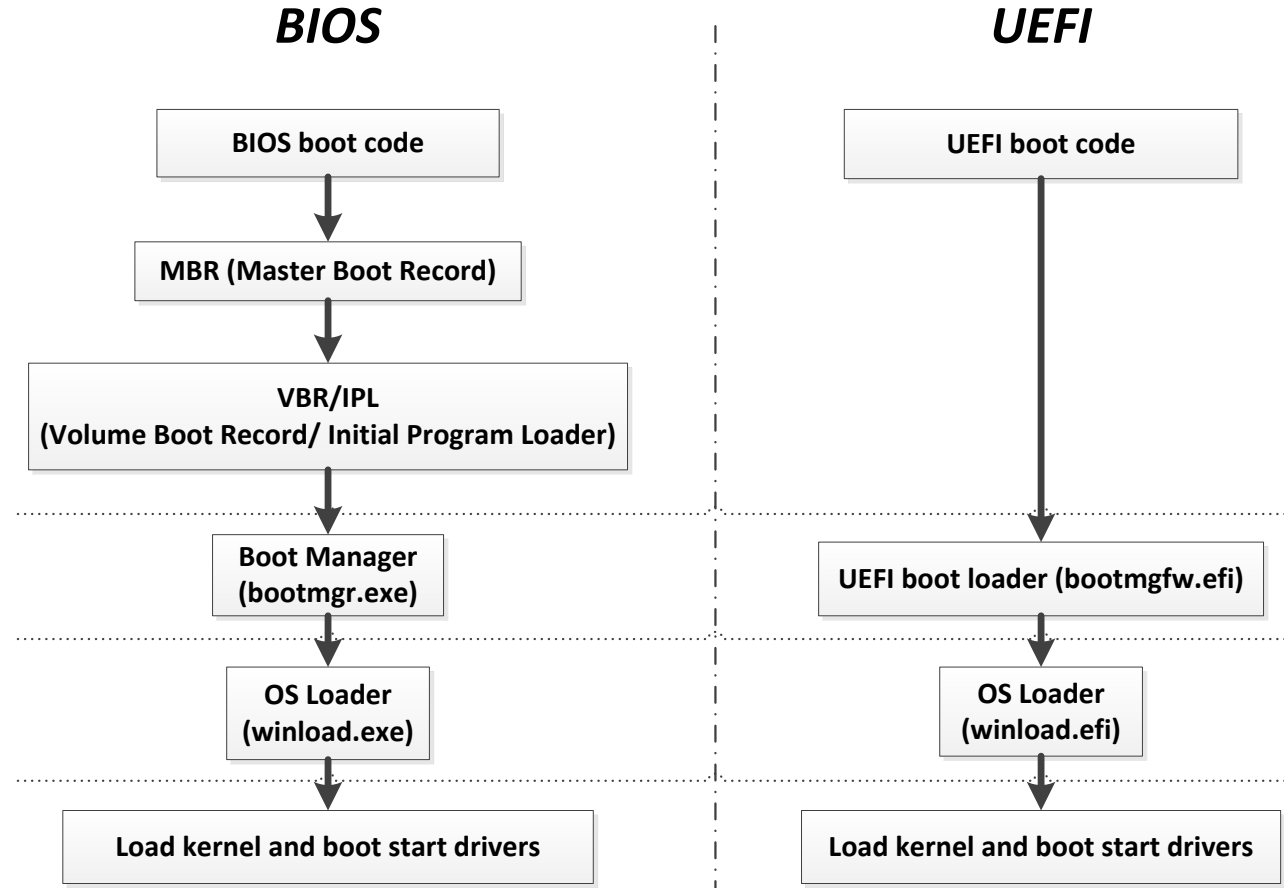 BIOS
BIOS boot code
MBR (Master Boot Record)
VBR/IPL
(Volume Boot Record/ Initial Program Loader)
Boot Manager
(bootmgr.exe)
OS Loader
(winload.exe)
Load kernel and boot start drivers
UEFI
UEFI boot code
UEFI boot loader (bootmgfw.efi)
OS Loader
(winload.efi)
Load kernel and boot start drivers